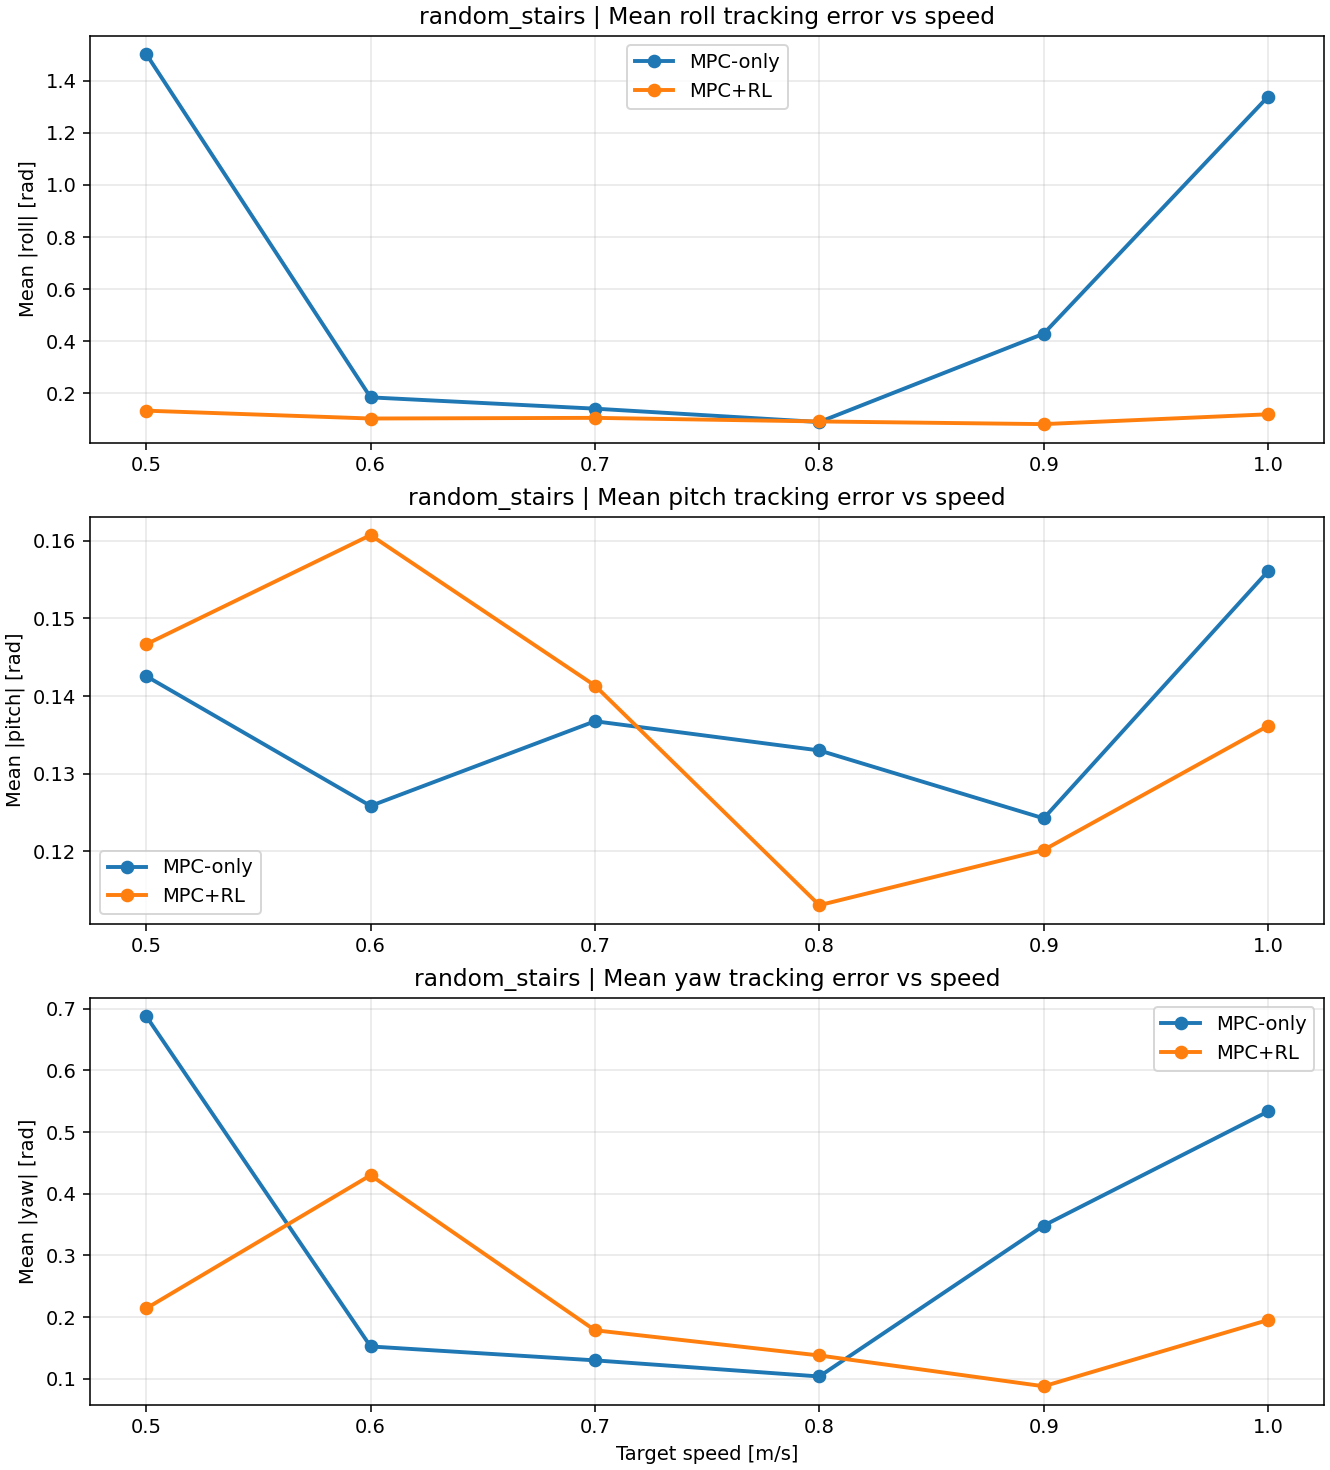 random_stairs | Mean roll tracking error vs speed
Mean |roll| [rad]
1.4
1.2
1.0
0.8
0.6
0.4
0.2
MPC-only
MPC+RL
0.5 0.6 0.7 0.8 0.9 1.0
random_stairs | Mean pitch tracking error vs speed
Mean |pitch| [rad]
0.16
0.15
0.14
0.13
0.12
MPC-only
MPC+RL
0.5 0.6 0.7 0.8 0.9 1.0
random_stairs | Mean yaw tracking error vs speed
Mean |yaw| [rad]
0.7
0.6
0.5
0.4
0.3
0.2
0.1
MPC-only
MPC+RL
0.5 0.6 0.7 0.8 0.9 1.0
Target speed [m/s]